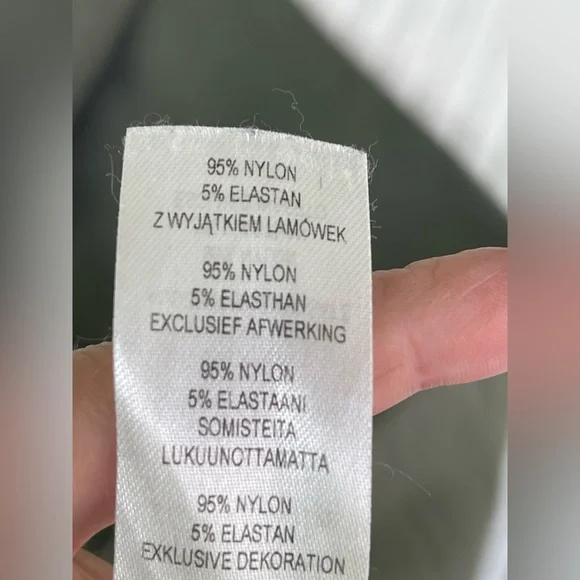 95% NYLON
5% ELASTAN
Z WYJĄTKIEM LAMÓWEK
95% NYLON
5% ELASTHAN
EXCLUSIEF AFWERKING
95% NYLON
5% ELASTAANI
SOMISTEITA
LUKUUNOTTAMATTA
95% NYLON
5% ELASTAN
EXKLUSIVE DEKORATION